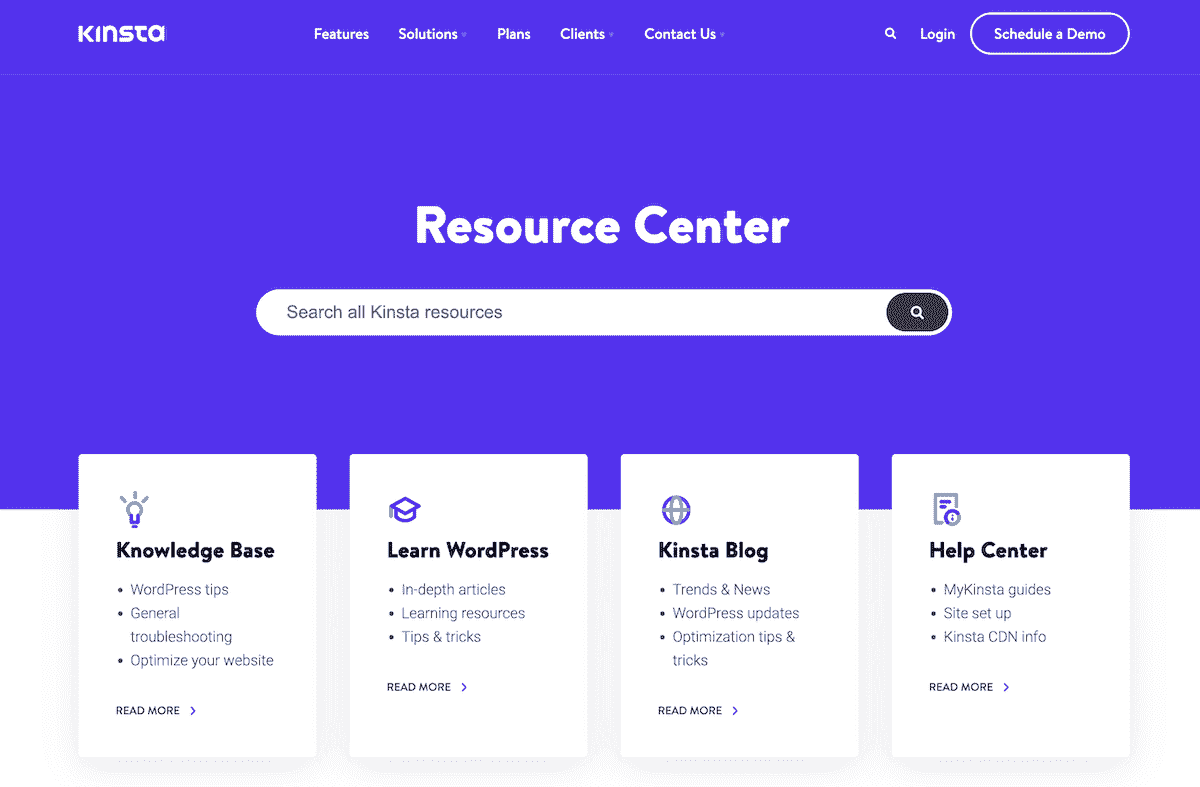 KINSTA
Features
Solutions
Plans
Clients
Contact Us
Login
Schedule a Demo
Resource Center
Search all Kinsta resources
Knowledge Base
• WordPress tips
• General
troubleshooting
• Optimize your website
READ MORE
Learn WordPress
• In-depth articles
• Learning resources
• Tips & tricks
READ MORE
Kinsta Blog
• Trends & News
• WordPress updates
• Optimization tips &
tricks
READ MORE
Help Center
• MyKinsta guides
• Site set up
• Kinsta CDN info
READ MORE